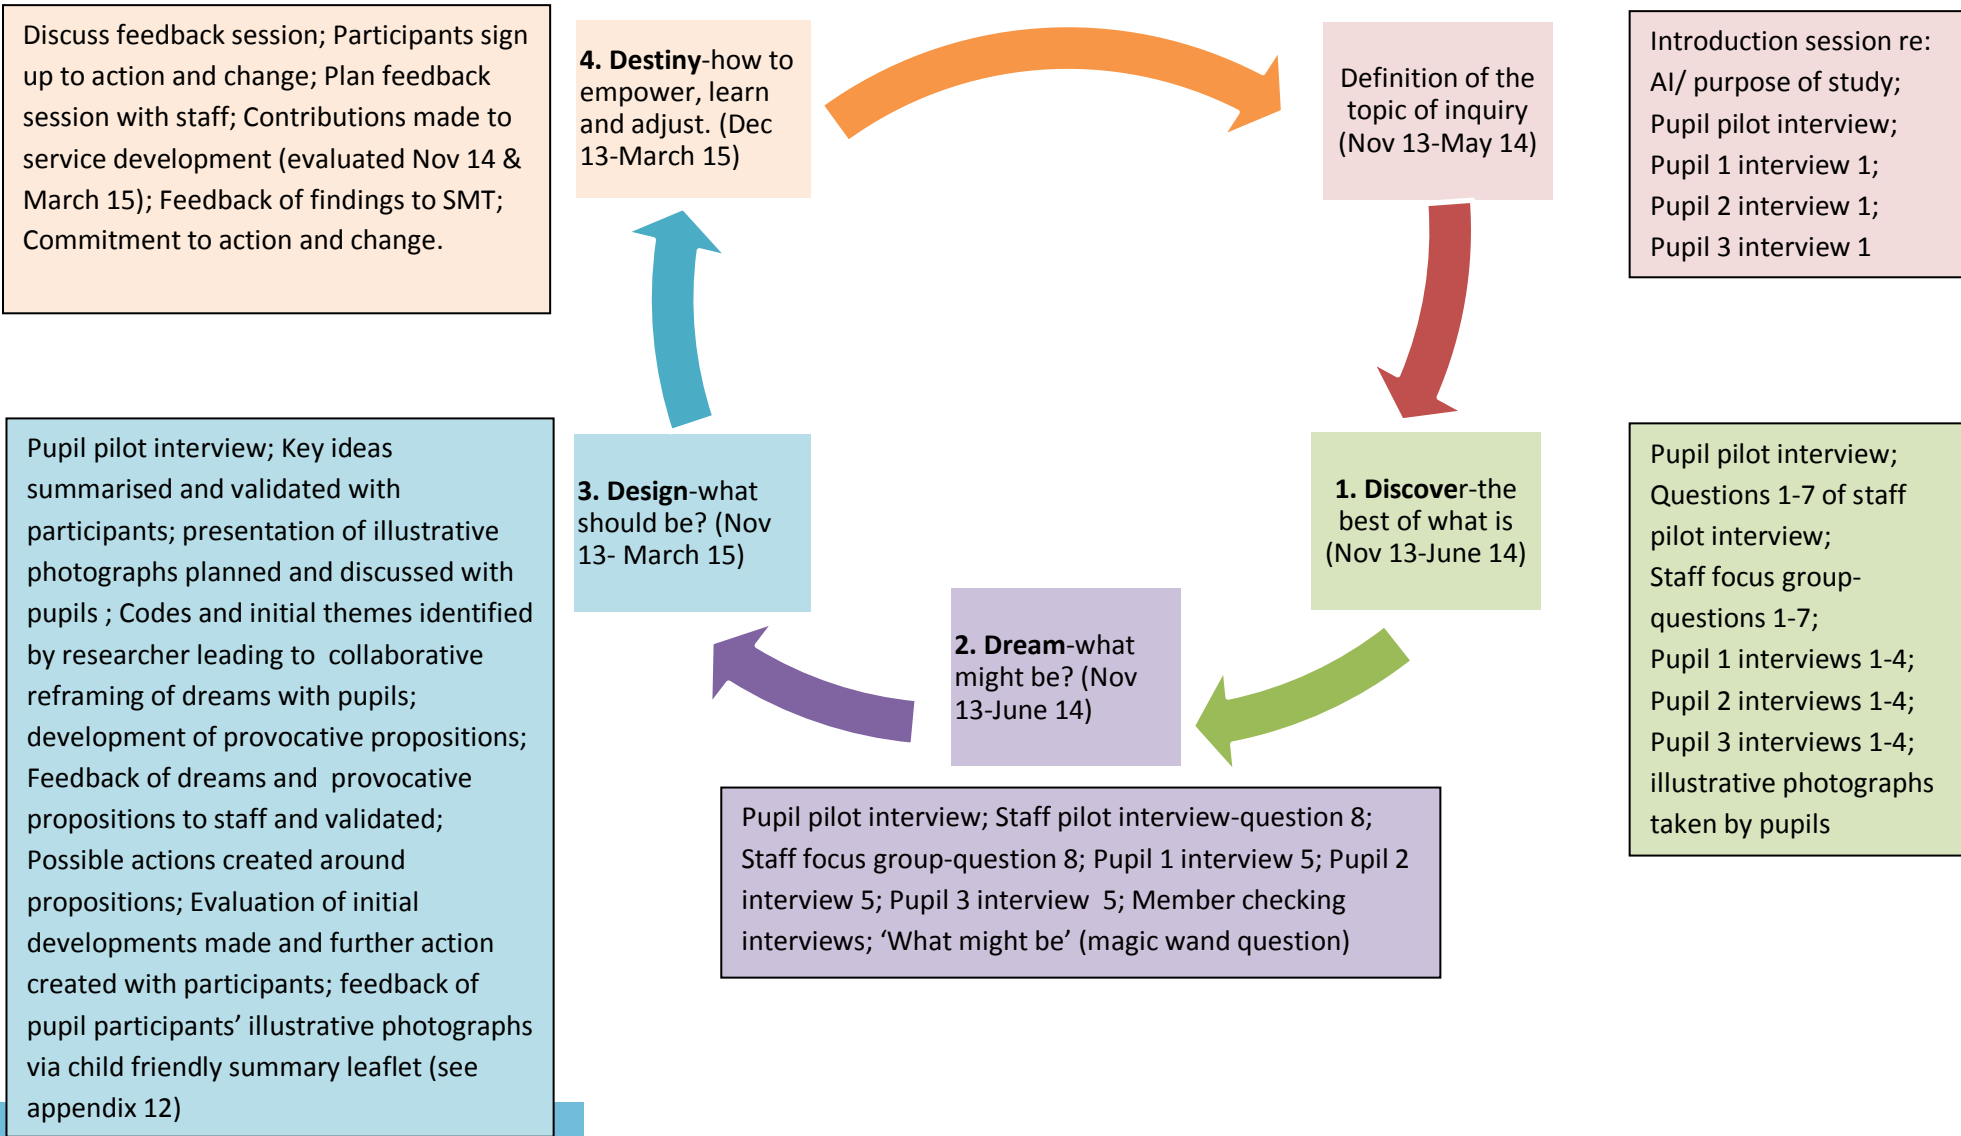 Discuss feedback session; Participants sign
up to action and change; Plan feedback
session with staff; Contributions made to
service development (evaluated Nov 14 &
March 15); Feedback of findings to SMT;
Commitment to action and change.
4. Destiny-how to
empower, learn
and adjust. (Dec
13-March 15)
Definition of the
topic of inquiry
(Nov 13-May 14)
Introduction session re:
AI/ purpose of study;
Pupil pilot interview;
Pupil 1 interview 1;
Pupil 2 interview 1;
Pupil 3 interview 1
Pupil pilot interview; Key ideas
summarised and validated with
participants; presentation of illustrative
photographs planned and discussed with
pupils ; Codes and initial themes identified
by researcher leading to  collaborative
reframing of dreams with pupils;
development of provocative propositions;
Feedback of dreams and  provocative
propositions to staff and validated;
Possible actions created around
propositions; Evaluation of initial
developments made and further action
created with participants; feedback of
pupil participants’ illustrative photographs
via child friendly summary leaflet (see
appendix 12)
3. Design-what
should be? (Nov
13- March 15)
2. Dream-what
might be? (Nov
13-June 14)
1. Discover-the
best of what is
(Nov 13-June 14)
Pupil pilot interview;
Questions 1-7 of staff
pilot interview;
Staff focus group-
questions 1-7;
Pupil 1 interviews 1-4;
Pupil 2 interviews 1-4;
Pupil 3 interviews 1-4;
illustrative photographs
taken by pupils
Pupil pilot interview; Staff pilot interview-question 8;
Staff focus group-question 8; Pupil 1 interview 5; Pupil 2
interview 5; Pupil 3 interview  5; Member checking
interviews; ‘What might be’ (magic wand question)